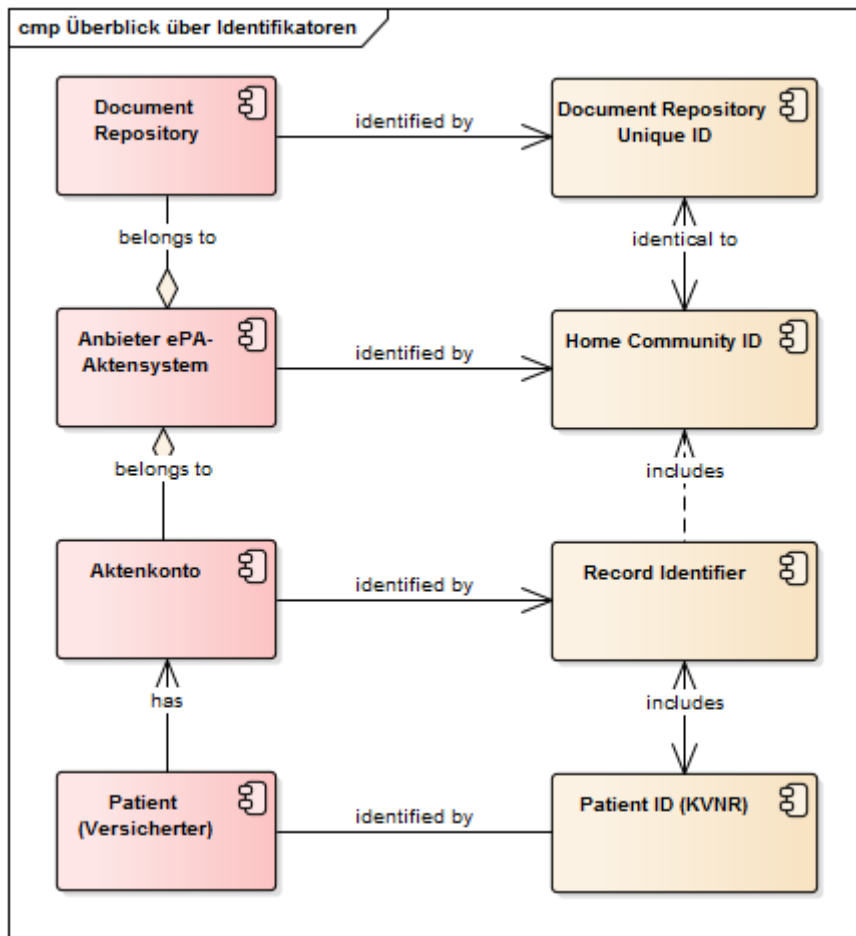 cmp Überblick über Identifikatoren
Document
Repository
identified by
Document Repository
Unique ID
belongs to
identical to
Anbieter ePA-
Aktensystem
identified by
Home Community ID
belongs to
includes
Aktenkonto
identified by
Record Identifier
has
includes
Patient
(Versicherter)
identified by
Patient ID (KVNR)